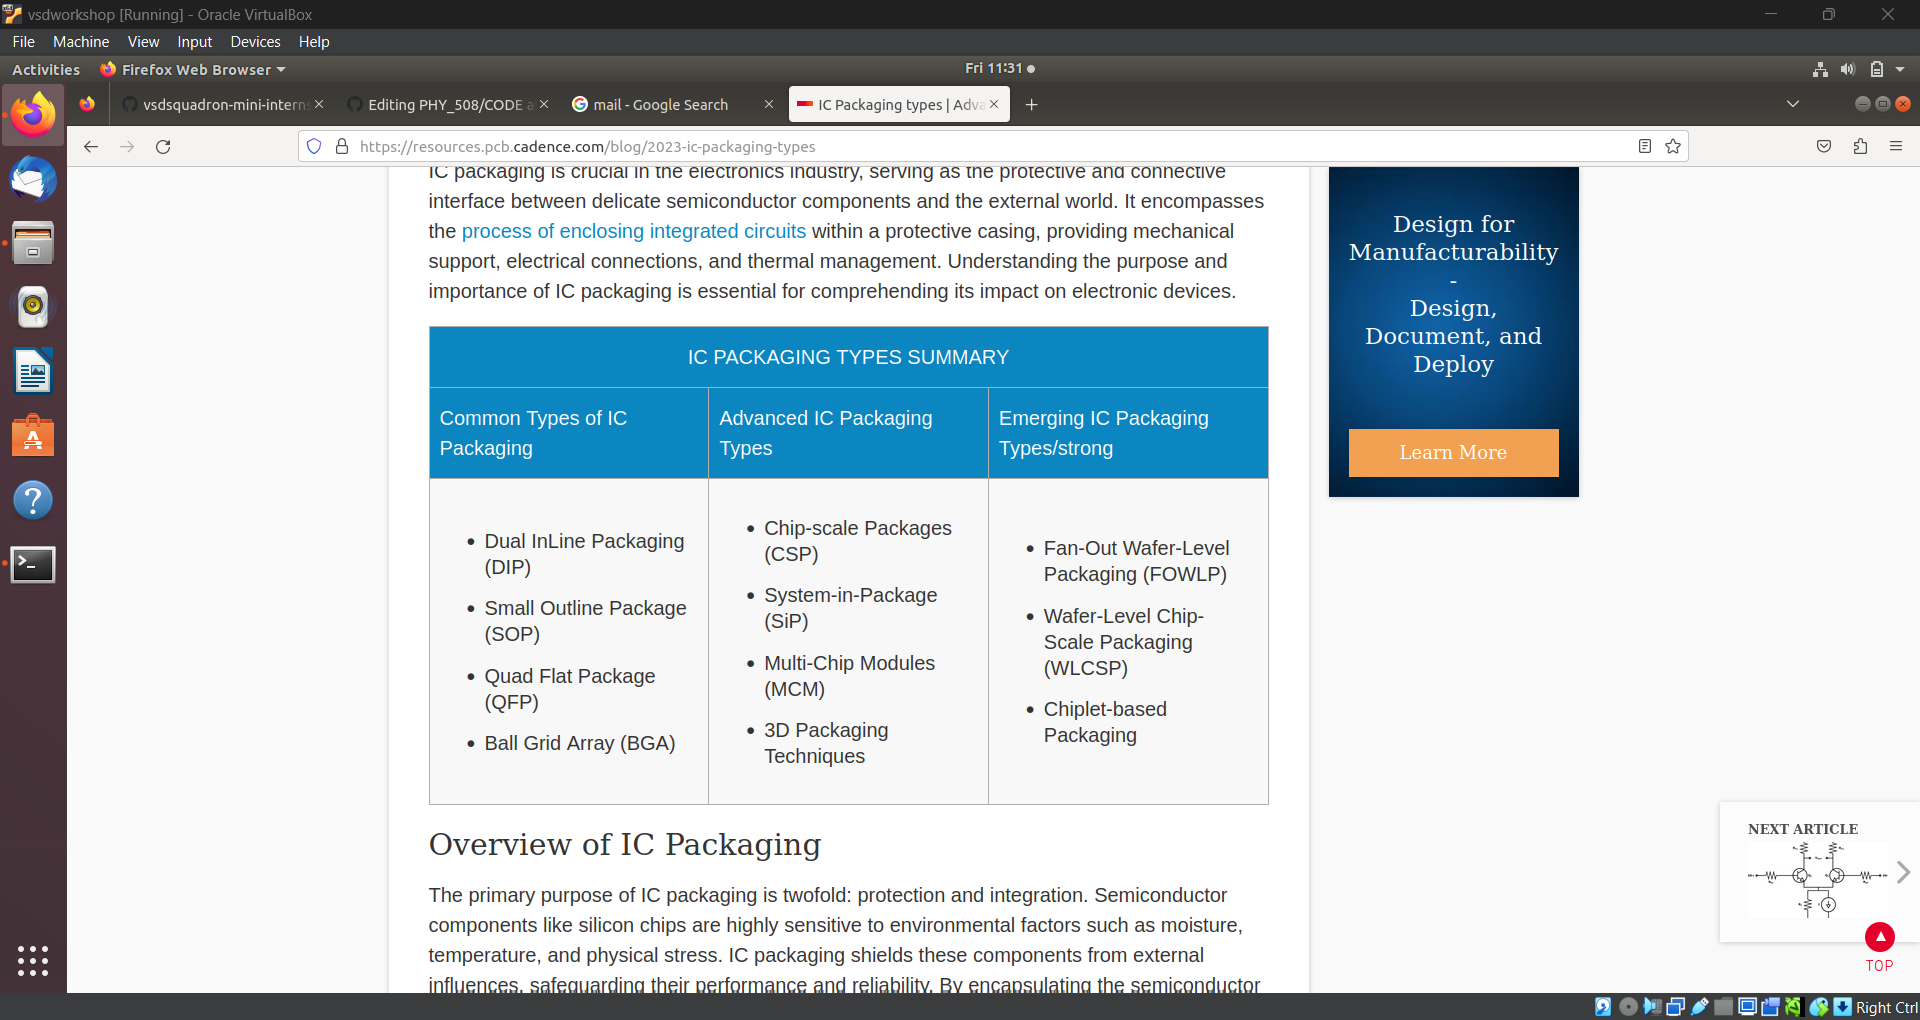 vsdworkshop [Running] - Oracle VirtualBox
File Machine View Input Devices Help
Activities Firefox Web Browser Fri 11:31
vsdsquadron-mini-intern Editing PHY_508/CODE a mail - Google Search IC Packaging types | Adva
https://resources.pcb.cadence.com/blog/2023-ic-packaging-types
IC packaging is crucial in the electronics industry, serving as the protective and connective
interface between delicate semiconductor components and the external world. It encompasses
the process of enclosing integrated circuits within a protective casing, providing mechanical
support, electrical connections, and thermal management. Understanding the purpose and
importance of IC packaging is essential for comprehending its impact on electronic devices.
IC PACKAGING TYPES SUMMARY
Common Types of IC
Packaging
Advanced IC Packaging
Types
Emerging IC Packaging
Types/strong
• Dual InLine Packaging
(DIP)
• Small Outline Package
(SOP)
• Quad Flat Package
(QFP)
• Ball Grid Array (BGA)
• Chip-scale Packages
(CSP)
• System-in-Package
(SiP)
• Multi-Chip Modules
(MCM)
• 3D Packaging
Techniques
• Fan-Out Wafer-Level
Packaging (FOWLP)
• Wafer-Level Chip-
Scale Packaging
(WLCSP)
• Chiplet-based
Packaging
Overview of IC Packaging
The primary purpose of IC packaging is twofold: protection and integration. Semiconductor
components like silicon chips are highly sensitive to environmental factors such as moisture,
temperature, and physical stress. IC packaging shields these components from external
influences, safeguarding their performance and reliability. By encapsulating the semiconductor
Design for
Manufacturability
-
Design,
Document, and
Deploy
Learn More
NEXT ARTICLE
TOP
Right Ctrl